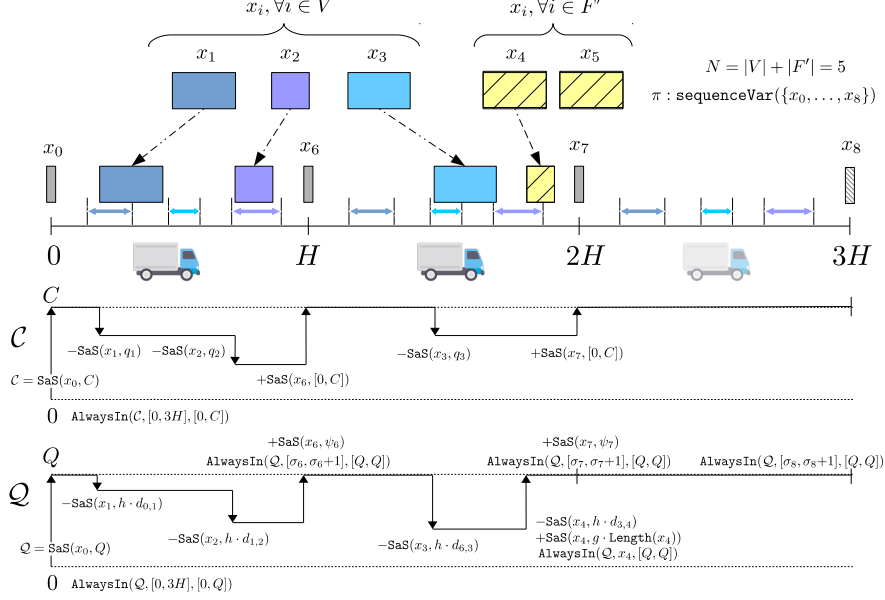 x_i, ∀i ∈ V
x_i, ∀i ∈ F′
x_1 x_2 x_3 x_4 x_5
N = |V| + |F′| = 5
π : sequenceVar({x_0, . . . , x_8})
x_0 x_6 x_7 x_8
0 H 2H 3H
C
𝒞
−SaS(x_1, q_1) −SaS(x_2, q_2) −SaS(x_3, q_3) +SaS(x_7, [0, C])
𝒞 = SaS(x_0, C) +SaS(x_6, [0, C])
0 AlwaysIn(𝒞, [0, 3H], [0, C])
+SaS(x_6, ψ_6) +SaS(x_7, ψ_7)
Q AlwaysIn(𝒬, [σ_6, σ_6+1], [Q, Q]) AlwaysIn(𝒬, [σ_7, σ_7+1], [Q, Q]) AlwaysIn(𝒬, [σ_8, σ_8+1], [Q, Q])
𝒬
−SaS(x_1, h · d_{0,1})
−SaS(x_2, h · d_{1,2})
−SaS(x_3, h · d_{6,3})
−SaS(x_4, h · d_{3,4})
+SaS(x_4, g · Length(x_4))
AlwaysIn(𝒬, x_4, [Q, Q])
𝒬 = SaS(x_0, Q)
0 AlwaysIn(𝒬, [0, 3H], [0, Q])